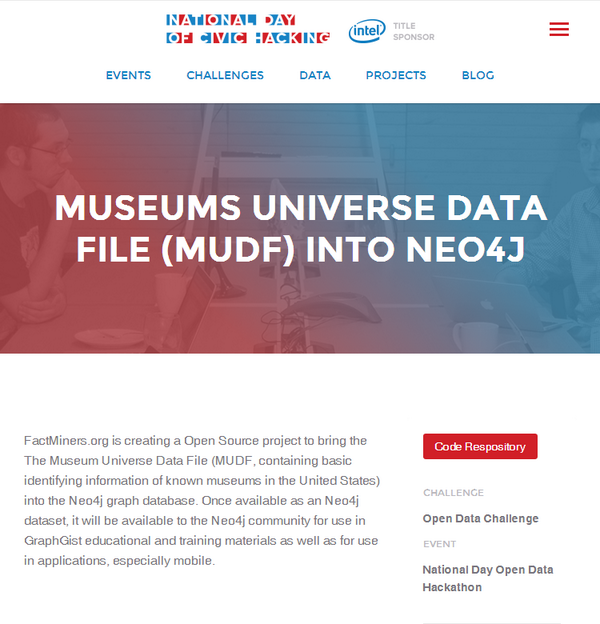 NATIONAL DAY
OF CIVIC HACKING
intel
TITLE
SPONSOR
EVENTS CHALLENGES DATA PROJECTS BLOG
MUSEUMS UNIVERSE DATA
FILE (MUDF) INTO NEO4J
FactMiners.org is creating a Open Source project to bring the
The Museum Universe Data File (MUDF, containing basic
identifying information of known museums in the United States)
into the Neo4j graph database. Once available as an Neo4j
dataset, it will be available to the Neo4j community for use in
GraphGist educational and training materials as well as for use
in applications, especially mobile.
Code Respository
CHALLENGE
Open Data Challenge
EVENT
National Day Open Data
Hackathon